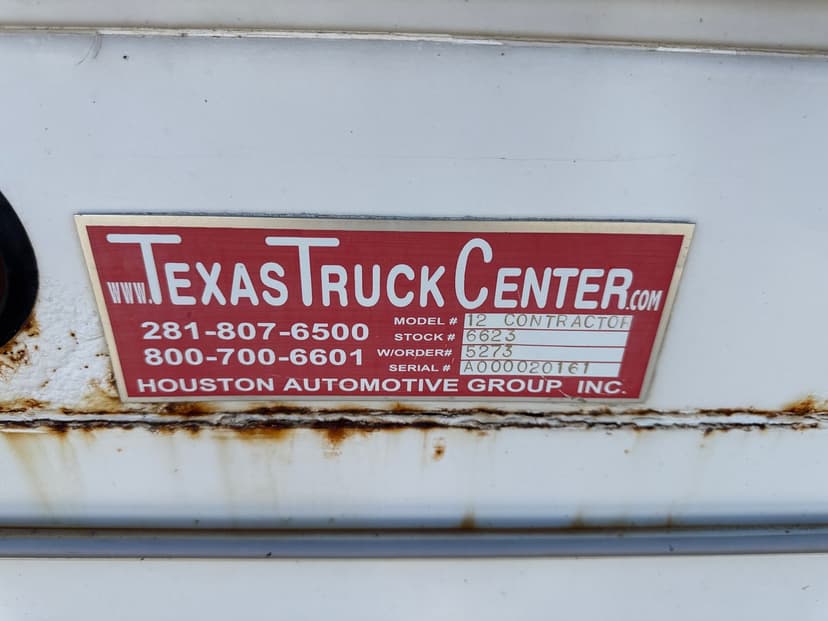 www.TexasTruckCenter.com
281-807-6500
800-700-6601
MODEL # 12 CONTRACTOR
STOCK # 6623
W/ORDER# 5273
SERIAL # A000020161
HOUSTON AUTOMOTIVE GROUP INC.